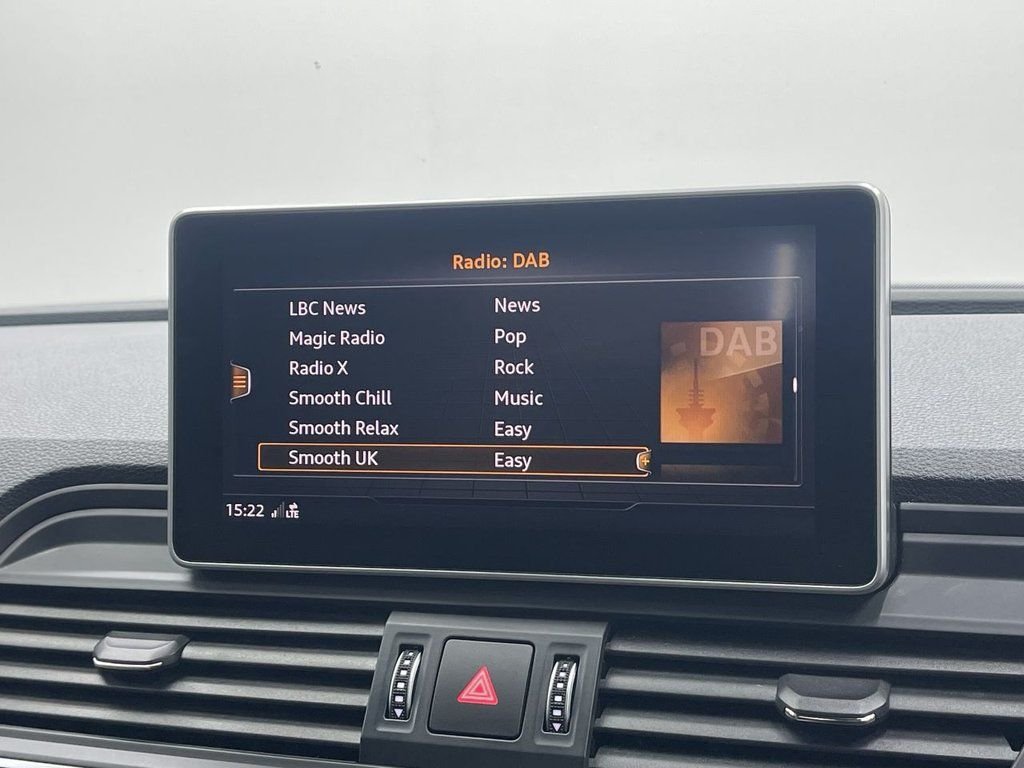 Radio: DAB
LBC News News
Magic Radio Pop
Radio X Rock
Smooth Chill Music
Smooth Relax Easy
Smooth UK Easy
DAB
15:22 LTE